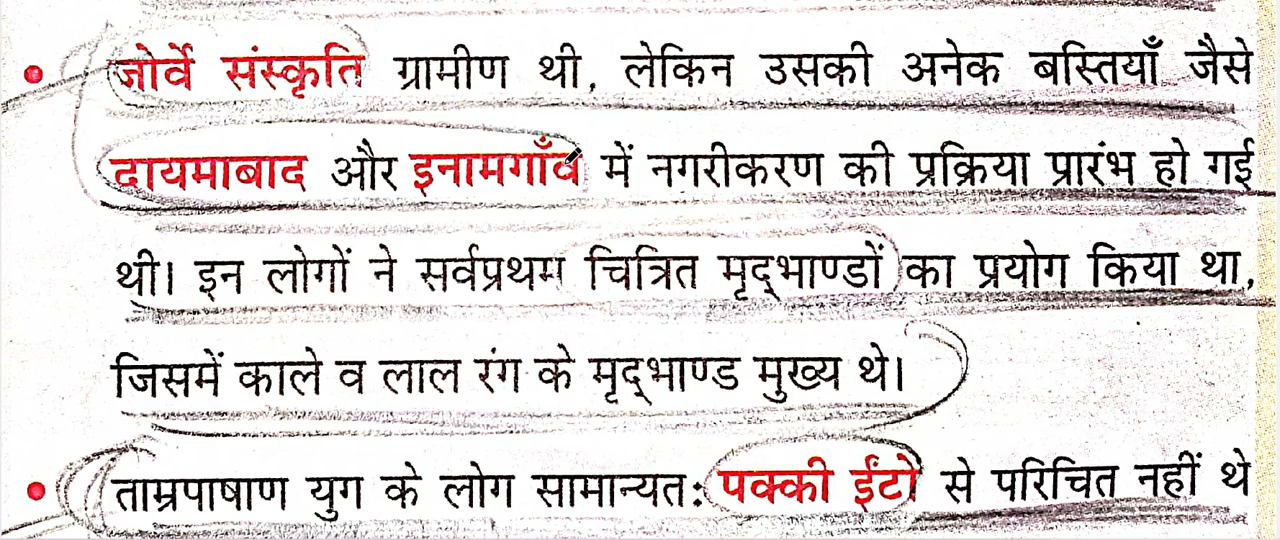 • जोर्वे संस्कृति ग्रामीण थी, लेकिन उसकी अनेक बस्तियाँ जैसे
दायमाबाद और इनामगाँव में नगरीकरण की प्रक्रिया प्रारंभ हो गई
थी। इन लोगों ने सर्वप्रथम चित्रित मृद्भाण्डों का प्रयोग किया था,
जिसमें काले व लाल रंग के मृद्भाण्ड मुख्य थे।
• ताम्रपाषाण युग के लोग सामान्यत: पक्की ईंटों से परिचित नहीं थे